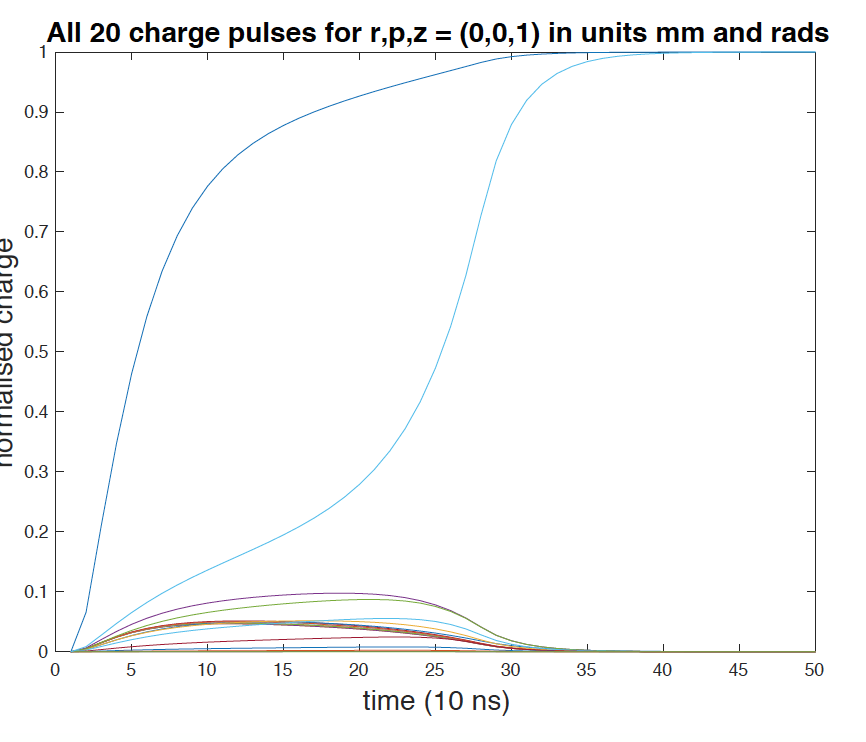 All 20 charge pulses for r,p,z = (0,0,1) in units mm and rads
1
0.9
0.8
0.7
0.6
0.5
0.4
0.3
0.2
0.1
0
normalised charge
0 5 10 15 20 25 30 35 40 45 50
time (10 ns)